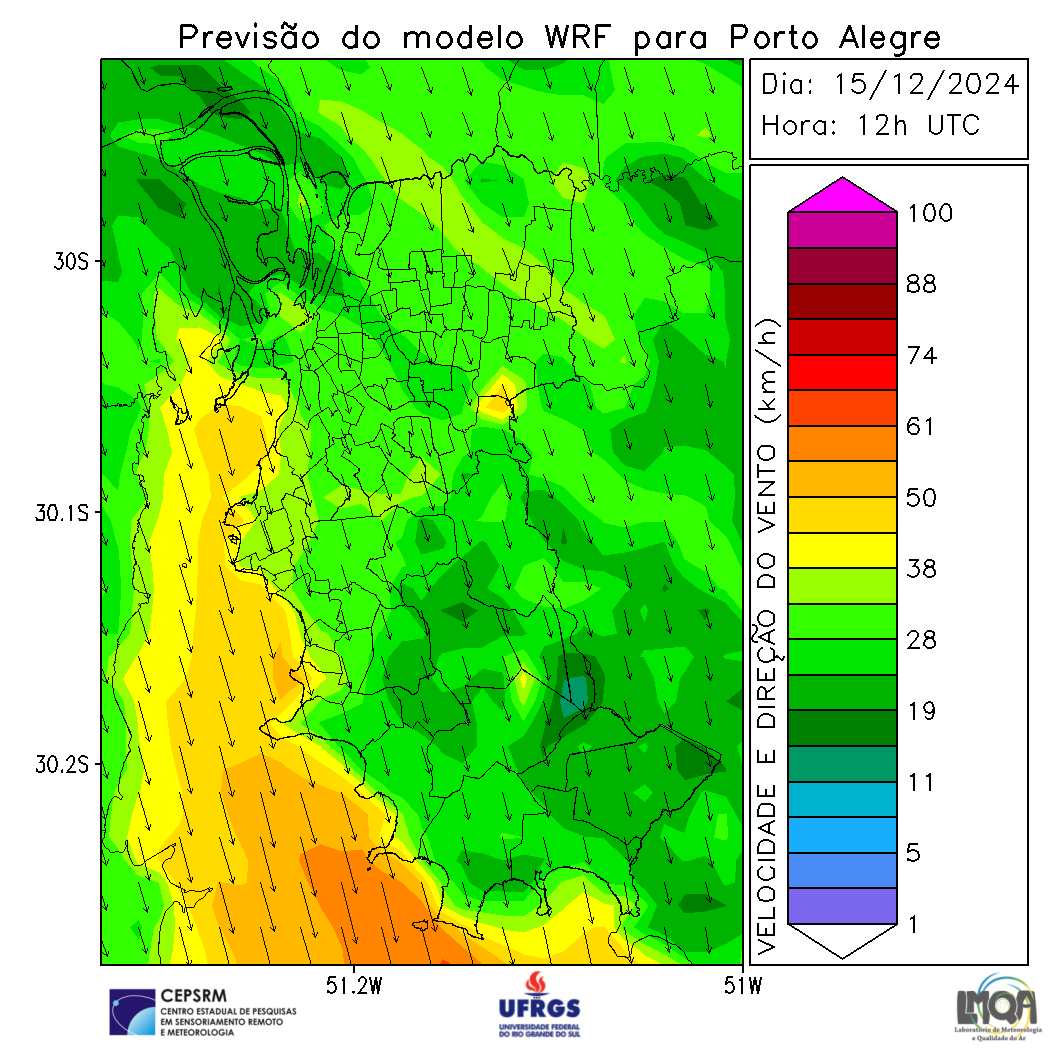 Previsão do modelo WRF para Porto Alegre
Dia: 15/12/2024
Hora: 12h UTC
30S
30.1S
30.2S
51.2W
51W
VELOCIDADE E DIREÇÃO DO VENTO (km/h)
100
88
74
61
50
38
28
19
11
5
1
CEPSRM
CENTRO ESTADUAL DE PESQUISAS
EM SENSORIAMENTO REMOTO
E METEOROLOGIA
UFRGS
UNIVERSIDADE FEDERAL
DO RIO GRANDE DO SUL
LMQA
Laboratório de Meteorologia
e Qualidade do Ar